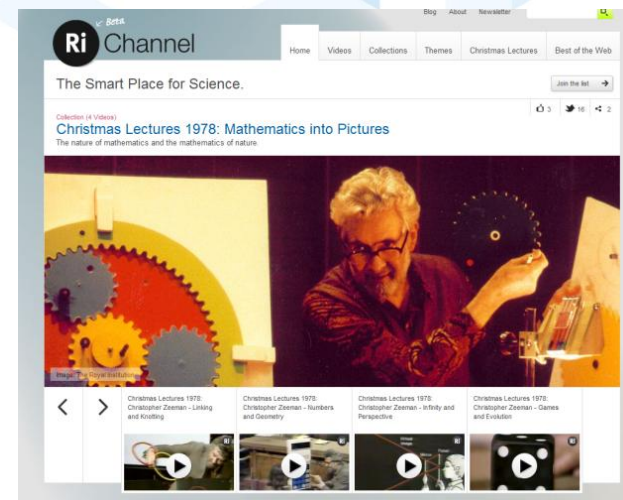 Blog About Newsletter
Beta
Ri Channel
Home Videos Collections Themes Christmas Lectures Best of the Web
The Smart Place for Science.
Join the list
3 16 2
Collection (4 Videos)
Christmas Lectures 1978: Mathematics into Pictures
The nature of mathematics and the mathematics of nature.
Image: The Royal Institution
Christmas Lectures 1978:
Christopher Zeeman - Linking
and Knotting
Christmas Lectures 1978:
Christopher Zeeman - Numbers
and Geometry
Christmas Lectures 1978:
Christopher Zeeman - Infinity and
Perspective
Christmas Lectures 1978:
Christopher Zeeman - Games
and Evolution
Ri
Ri
Ri
Ri